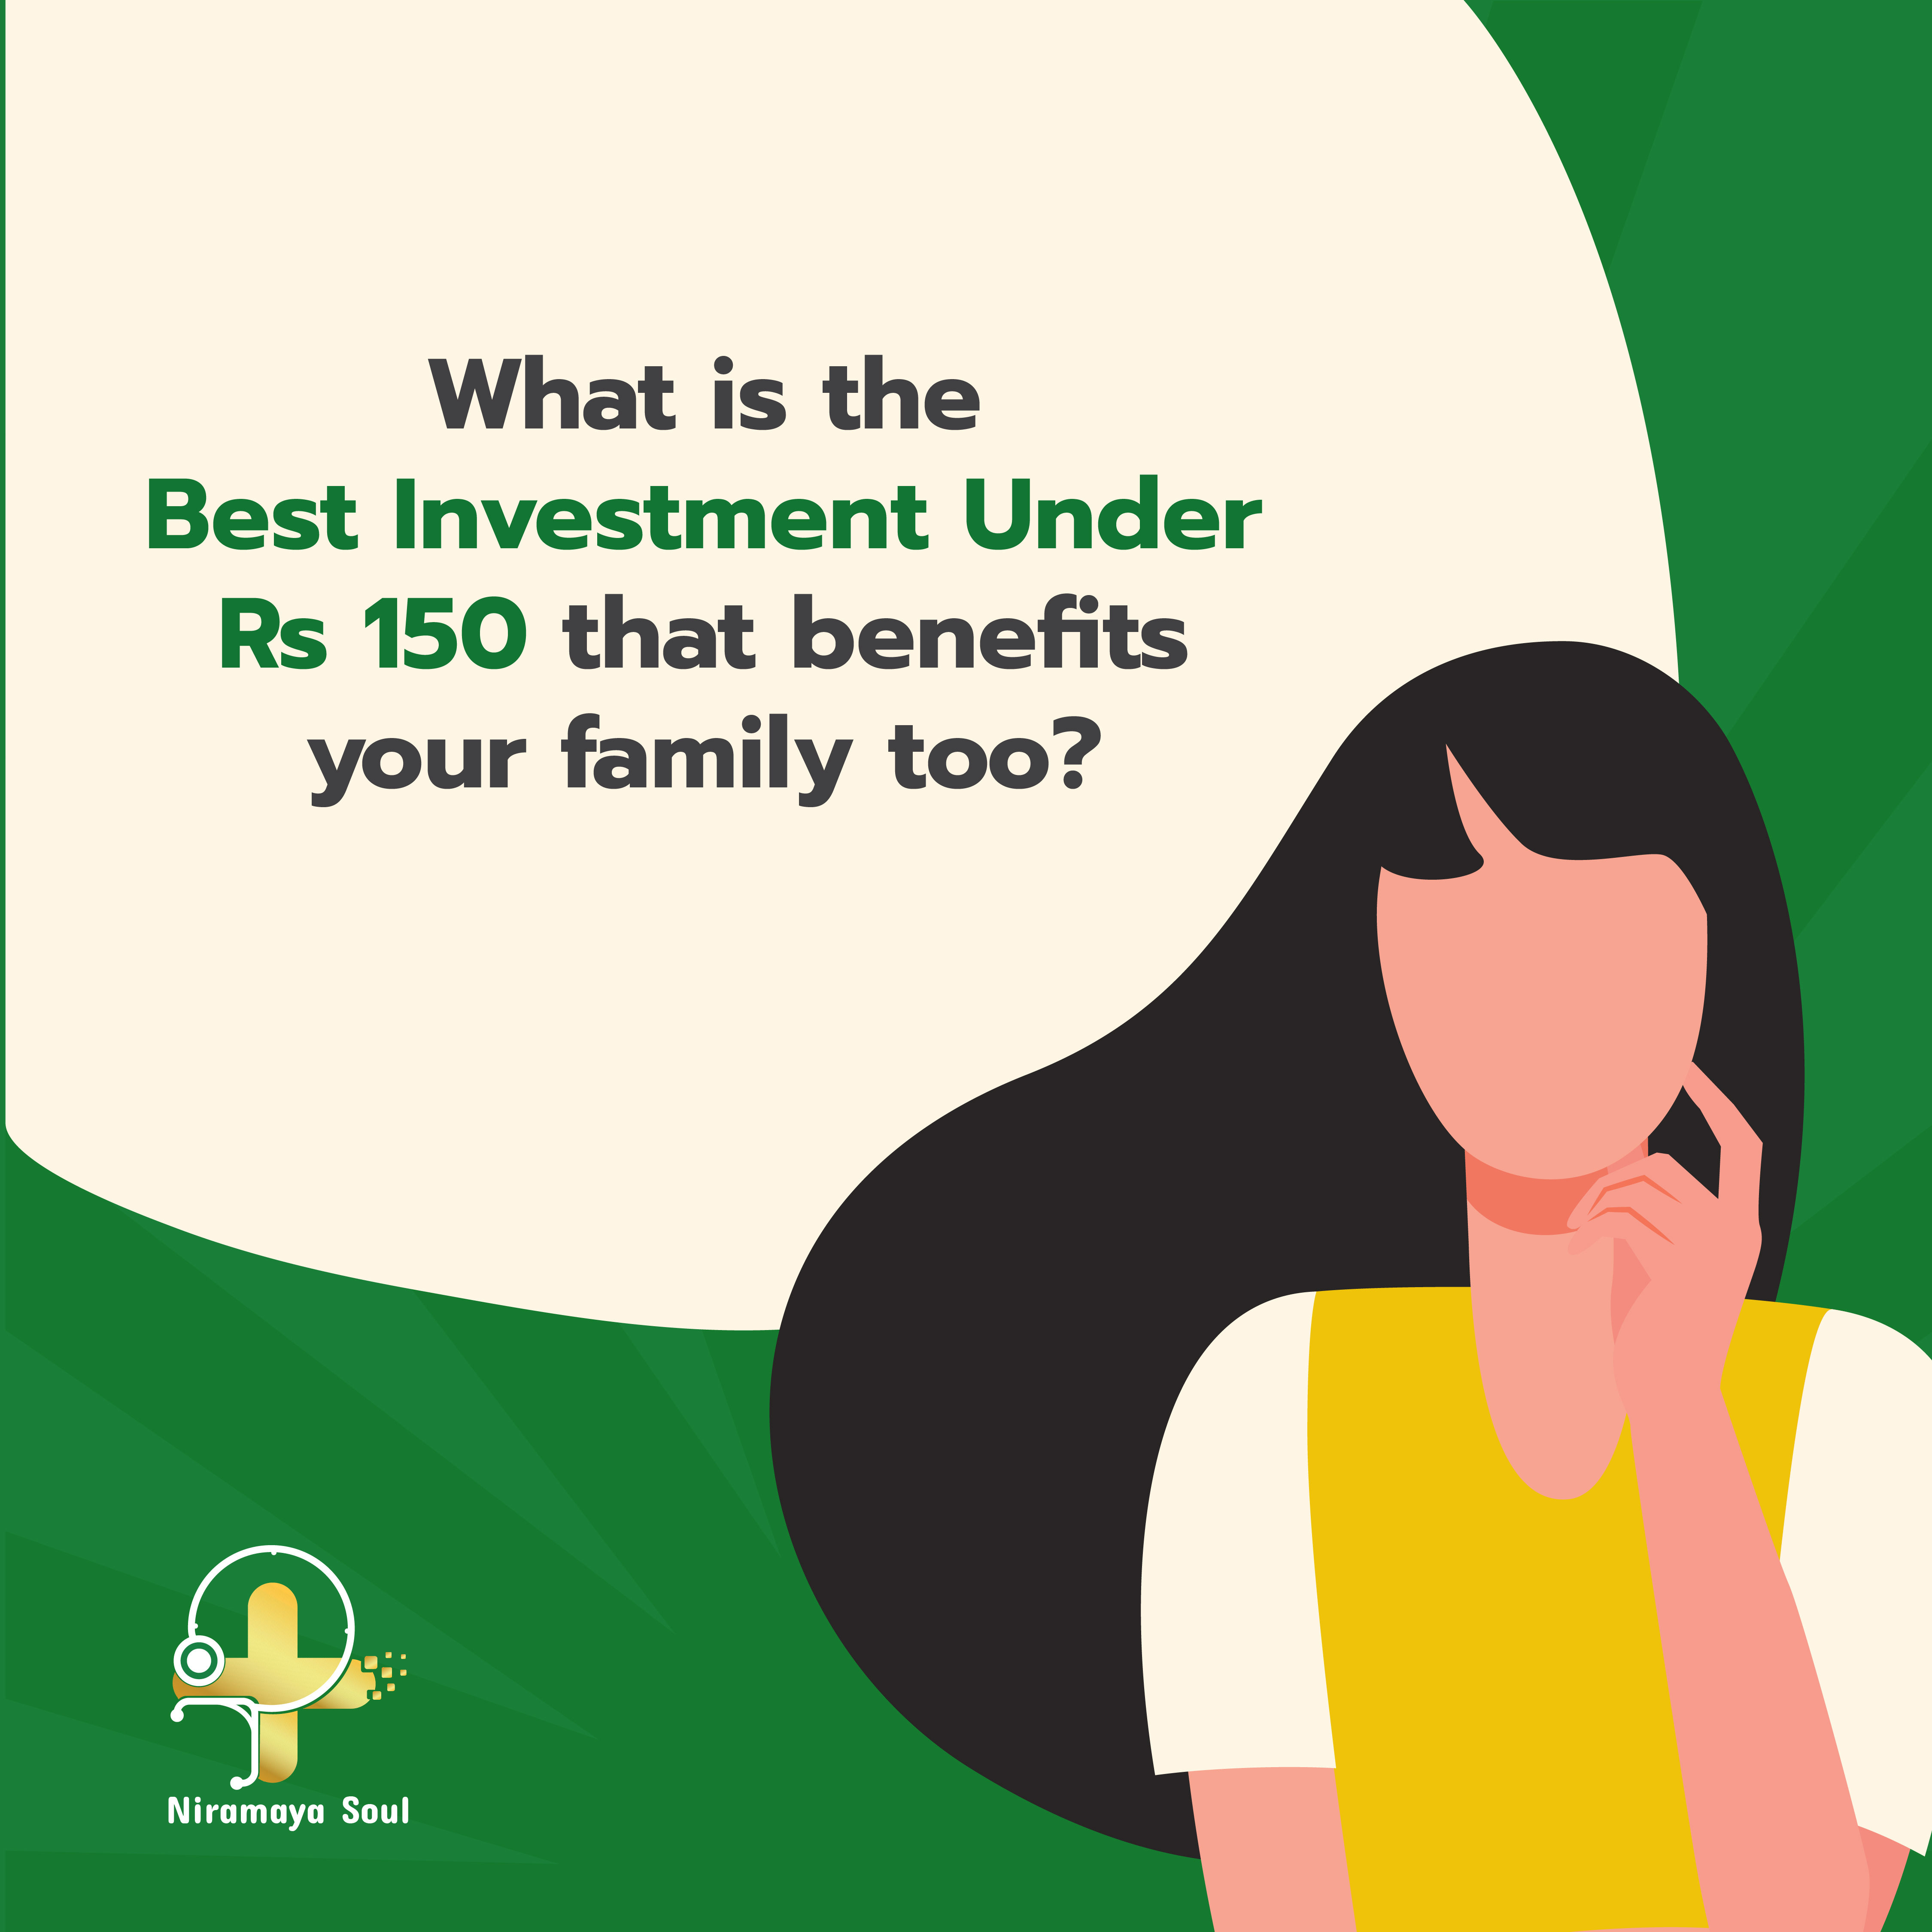 What is the
Best Investment Under
Rs 150 that benefits
your family too?
Niramaya Soul